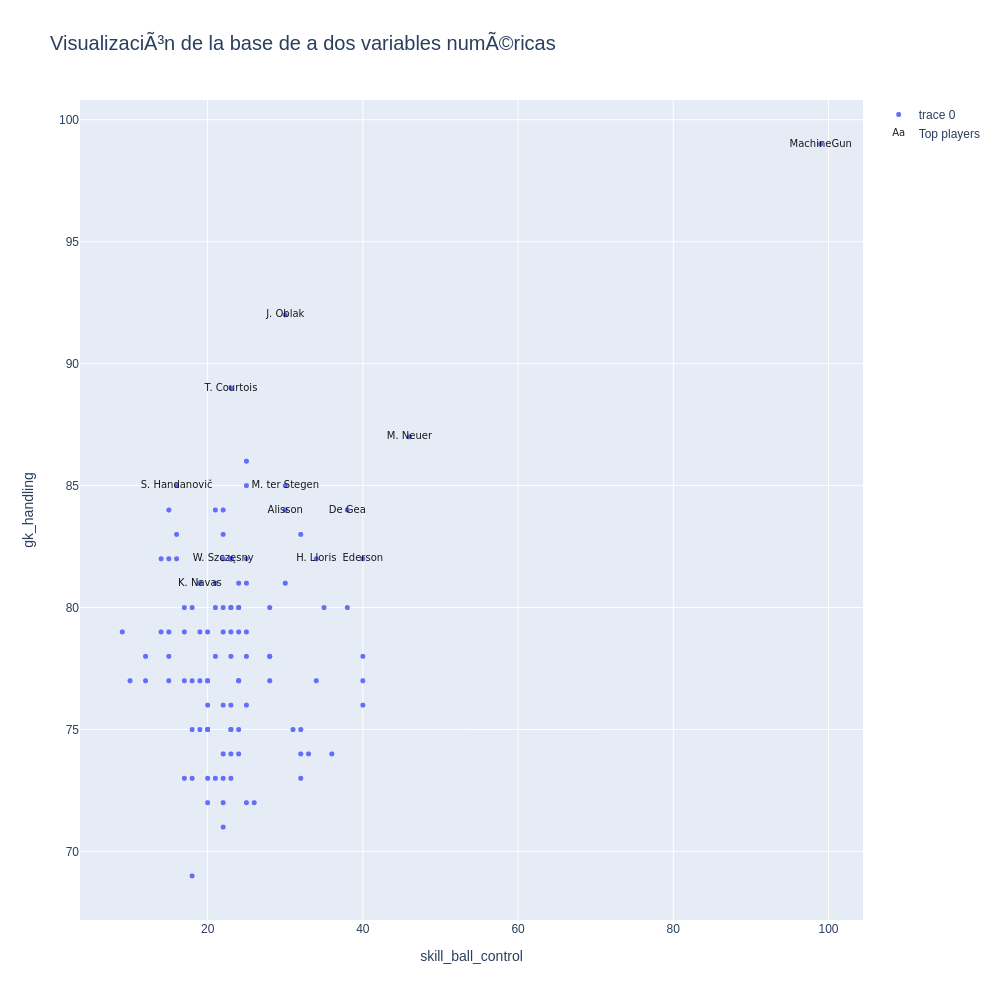 VisualizaciÃ³n de la base de a dos variables numÃ©ricas
trace 0
Aa Top players
100
95
90
85
80
75
70
gk_handling
MachineGun
J. Oblak
T. Courtois
M. Neuer
S. Handanovič
M. ter Stegen
Alisson
De Gea
W. Szczęsny
H. Lloris
Ederson
K. Navas
20
40
60
80
100
skill_ball_control